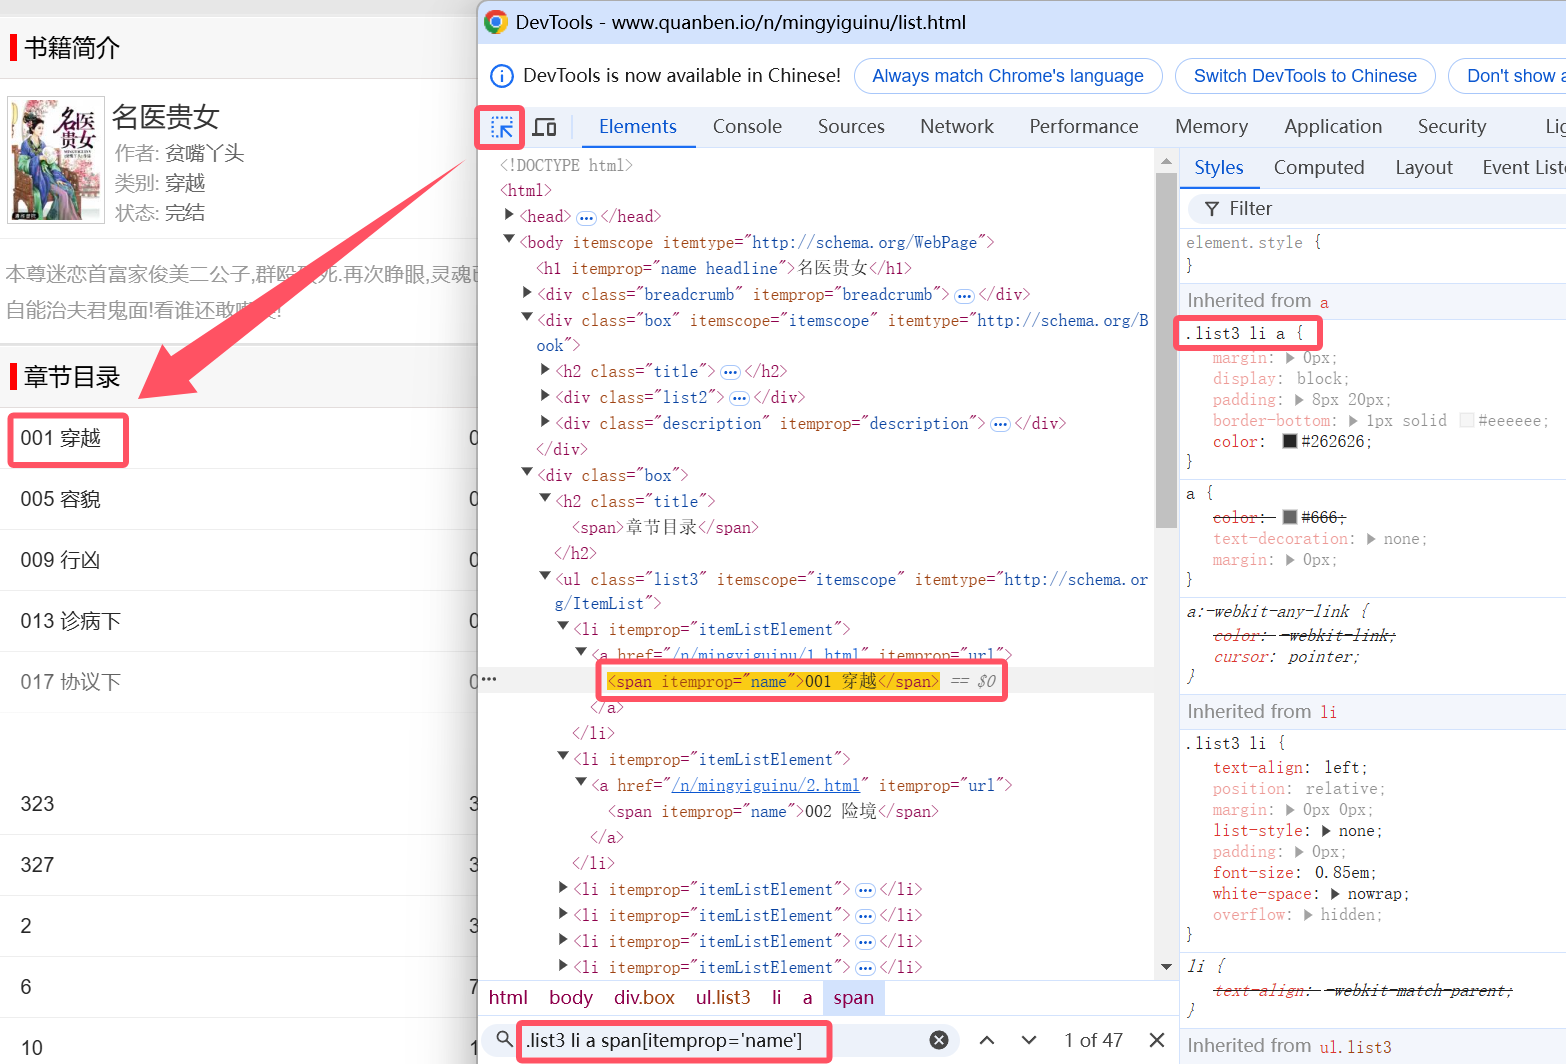 书籍简介
名医贵女
作者: 贫嘴丫头
类别: 穿越
状态: 完结
本尊迷恋首富家俊美二公子,群殴致死.再次睁眼,灵魂已
自能治夫君鬼面!看谁还敢
章节目录
001 穿越
005 容貌
009 行凶
013 诊病下
017 协议下
323
327
2
6
10
名医
贵女
DevTools - www.quanben.io/n/mingyiguinu/list.html
DevTools is now available in Chinese!
Always match Chrome's language
Switch DevTools to Chinese
Don't show a
Elements Console Sources Network Performance Memory Application Security Lig
<!DOCTYPE html>
<html>
<head> ••• </head>
<body itemscope itemtype="http://schema.org/WebPage">
<h1 itemprop="name headline">名医贵女</h1>
<div class="breadcrumb" itemprop="breadcrumb"> ••• </div>
<div class="box" itemscope="itemscope" itemtype="http://schema.org/B
ook">
<h2 class="title"> ••• </h2>
<div class="list2"> ••• </div>
<div class="description" itemprop="description"> ••• </div>
</div>
<div class="box">
<h2 class="title">
<span>章节目录</span>
</h2>
<ul class="list3" itemscope="itemscope" itemtype="http://schema.or
g/ItemList">
<li itemprop="itemListElement">
<a href="/n/mingyiguinu/1.html" itemprop="url">
<span itemprop="name">001 穿越</span> == $0
</a>
</li>
<li itemprop="itemListElement">
<a href="/n/mingyiguinu/2.html" itemprop="url">
<span itemprop="name">002 险境</span>
</a>
</li>
<li itemprop="itemListElement"> ••• </li>
<li itemprop="itemListElement"> ••• </li>
<li itemprop="itemListElement"> ••• </li>
<li itemprop="itemListElement"> ••• </li>
html body div.box ul.list3 li a span
.list3 li a span[itemprop='name']
1 of 47
Styles Computed Layout Event Liste
Filter
element.style {
}
Inherited from a
.list3 li a {
margin: 0px;
display: block;
padding: 8px 20px;
border-bottom: 1px solid #eeeeee;
color: #262626;
}
a {
color: #666;
text-decoration: none;
margin: 0px;
}
a:-webkit-any-link {
color: -webkit-link;
cursor: pointer;
}
Inherited from li
.list3 li {
text-align: left;
position: relative;
margin: 0px 0px;
list-style: none;
padding: 0px;
font-size: 0.85em;
white-space: nowrap;
overflow: hidden;
}
li {
text-align: -webkit-match-parent;
}
Inherited from ul.list3